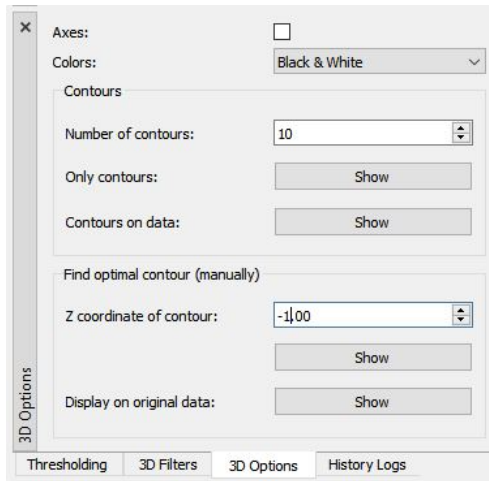 Axes:
Colors: Black & White
Contours
Number of contours: 10
Only contours: Show
Contours on data: Show
Find optimal contour (manually)
Z coordinate of contour: -1.00
Show
Display on original data: Show
3D Options
Thresholding 3D Filters 3D Options History Logs